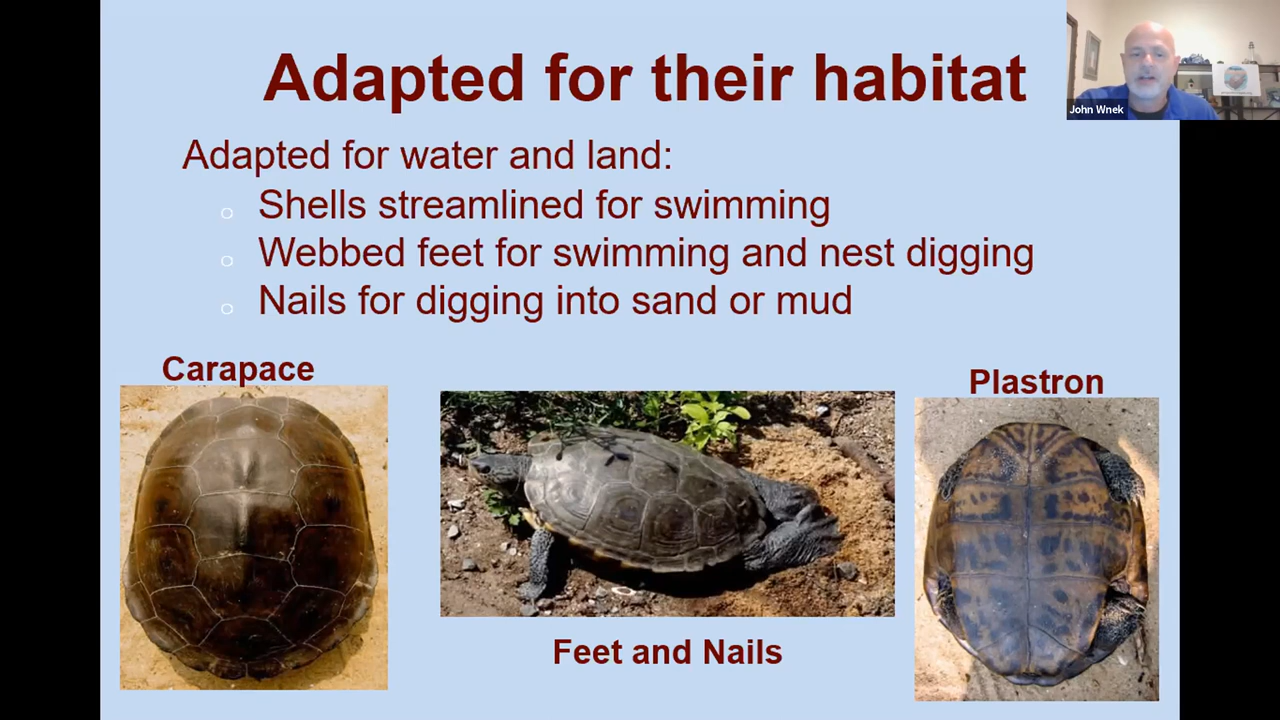 Adapted for their habitat
John Wnek
Adapted for water and land:
Shells streamlined for swimming
Webbed feet for swimming and nest digging
Nails for digging into sand or mud
Carapace
Plastron
Feet and Nails